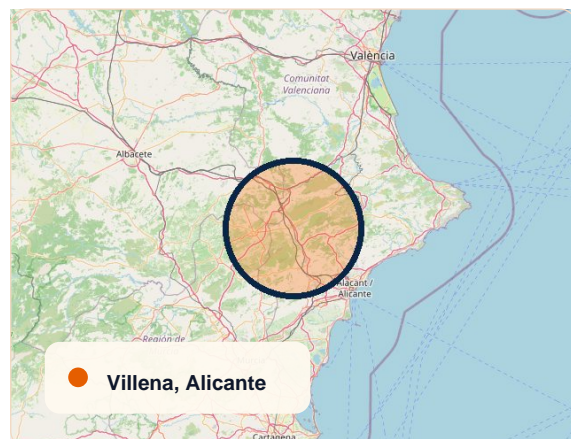 València
Comunitat
Valenciana
Albacete
Alacant /
Alicante
Región de
Villena, Alicante
Cartagena